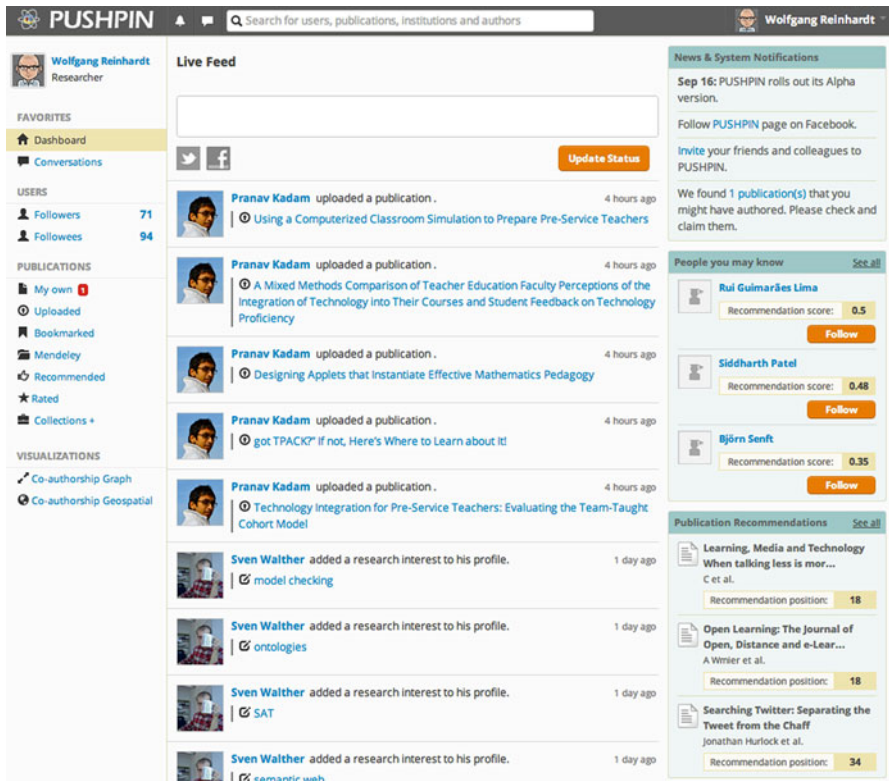 PUSHPIN
Search for users, publications, institutions and authors
Wolfgang Reinhardt
Wolfgang Reinhardt
Researcher
FAVORITES
Dashboard
Conversations
USERS
Followers 71
Followees 94
PUBLICATIONS
My own 1
Uploaded
Bookmarked
Mendeley
Recommended
Rated
Collections +
VISUALIZATIONS
Co-authorship Graph
Co-authorship Geospatial
Live Feed
Update Status
Pranav Kadam uploaded a publication . 4 hours ago
Using a Computerized Classroom Simulation to Prepare Pre-Service Teachers
Pranav Kadam uploaded a publication . 4 hours ago
A Mixed Methods Comparison of Teacher Education Faculty Perceptions of the
Integration of Technology into Their Courses and Student Feedback on Technology
Proficiency
Pranav Kadam uploaded a publication . 4 hours ago
Designing Applets that Instantiate Effective Mathematics Pedagogy
Pranav Kadam uploaded a publication . 4 hours ago
got TPACK?" If not, Here's Where to Learn about It!
Pranav Kadam uploaded a publication . 4 hours ago
Technology Integration for Pre-Service Teachers: Evaluating the Team-Taught
Cohort Model
Sven Walther added a research interest to his profile. 1 day ago
model checking
Sven Walther added a research interest to his profile. 1 day ago
ontologies
Sven Walther added a research interest to his profile. 1 day ago
SAT
Sven Walther added a research interest to his profile. 1 day ago
semantic web
News & System Notifications
Sep 16: PUSHPIN rolls out its Alpha
version.
Follow PUSHPIN page on Facebook.
Invite your friends and colleagues to
PUSHPIN.
We found 1 publication(s) that you
might have authored. Please check and
claim them.
People you may know See all
Rui Guimarães Lima
Recommendation score: 0.5
Follow
Siddharth Patel
Recommendation score: 0.48
Follow
Björn Senft
Recommendation score: 0.35
Follow
Publication Recommendations See all
Learning, Media and Technology
When talking less is mor...
C et al.
Recommendation position: 18
Open Learning: The Journal of
Open, Distance and e-Lear...
A Wmier et al.
Recommendation position: 18
Searching Twitter: Separating the
Tweet from the Chaff
Jonathan Hurlock et al.
Recommendation position: 34